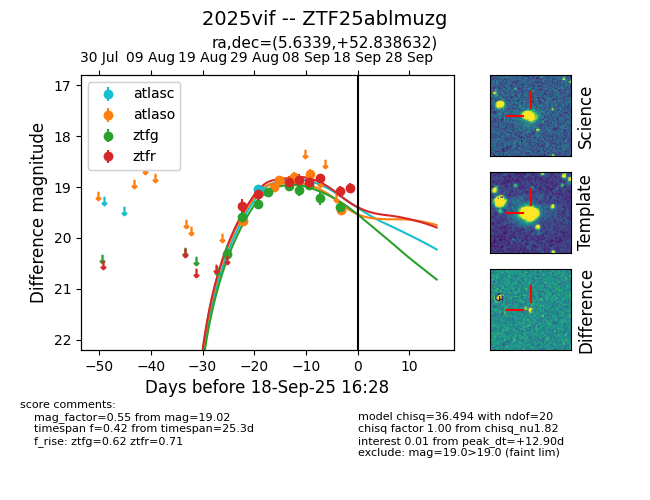 2025vif -- ZTF25ablmuzg
ra,dec=(5.6339,+52.838632)
30 Jul 09 Aug 19 Aug 29 Aug 08 Sep 18 Sep 28 Sep
atlasc
atlaso
ztfg
ztfr
17
18
19
20
21
22
Difference magnitude
−50 −40 −30 −20 −10 0 10
Days before 18-Sep-25 16:28
Science
Template
Difference
score comments:
mag_factor=0.55 from mag=19.02
timespan f=0.42 from timespan=25.3d
f_rise: ztfg=0.62 ztfr=0.71
model chisq=36.494 with ndof=20
chisq factor 1.00 from chisq_nu1.82
interest 0.01 from peak_dt=+12.90d
exclude: mag=19.0>19.0 (faint lim)